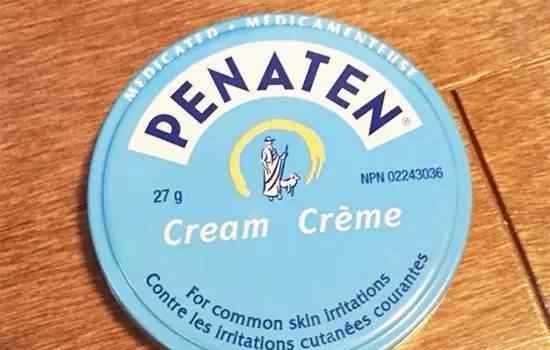 MEDICATED • MÉDICAMENTEUSE
PENATEN®
27 g
NPN 02243036
Cream Crème
For common skin irritations
Contre les irritations cutanées courantes